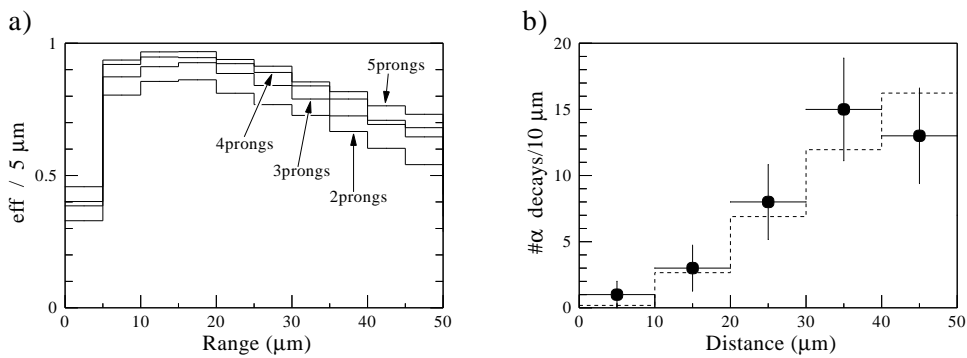 a)
eff / 5 μm
1
0.5
0
5prongs
4prongs
3prongs
2prongs
0 10 20 30 40 50
Range (μm)
b)
#α decays/10 μm
20
15
10
5
0
0 10 20 30 40 50
Distance (μm)